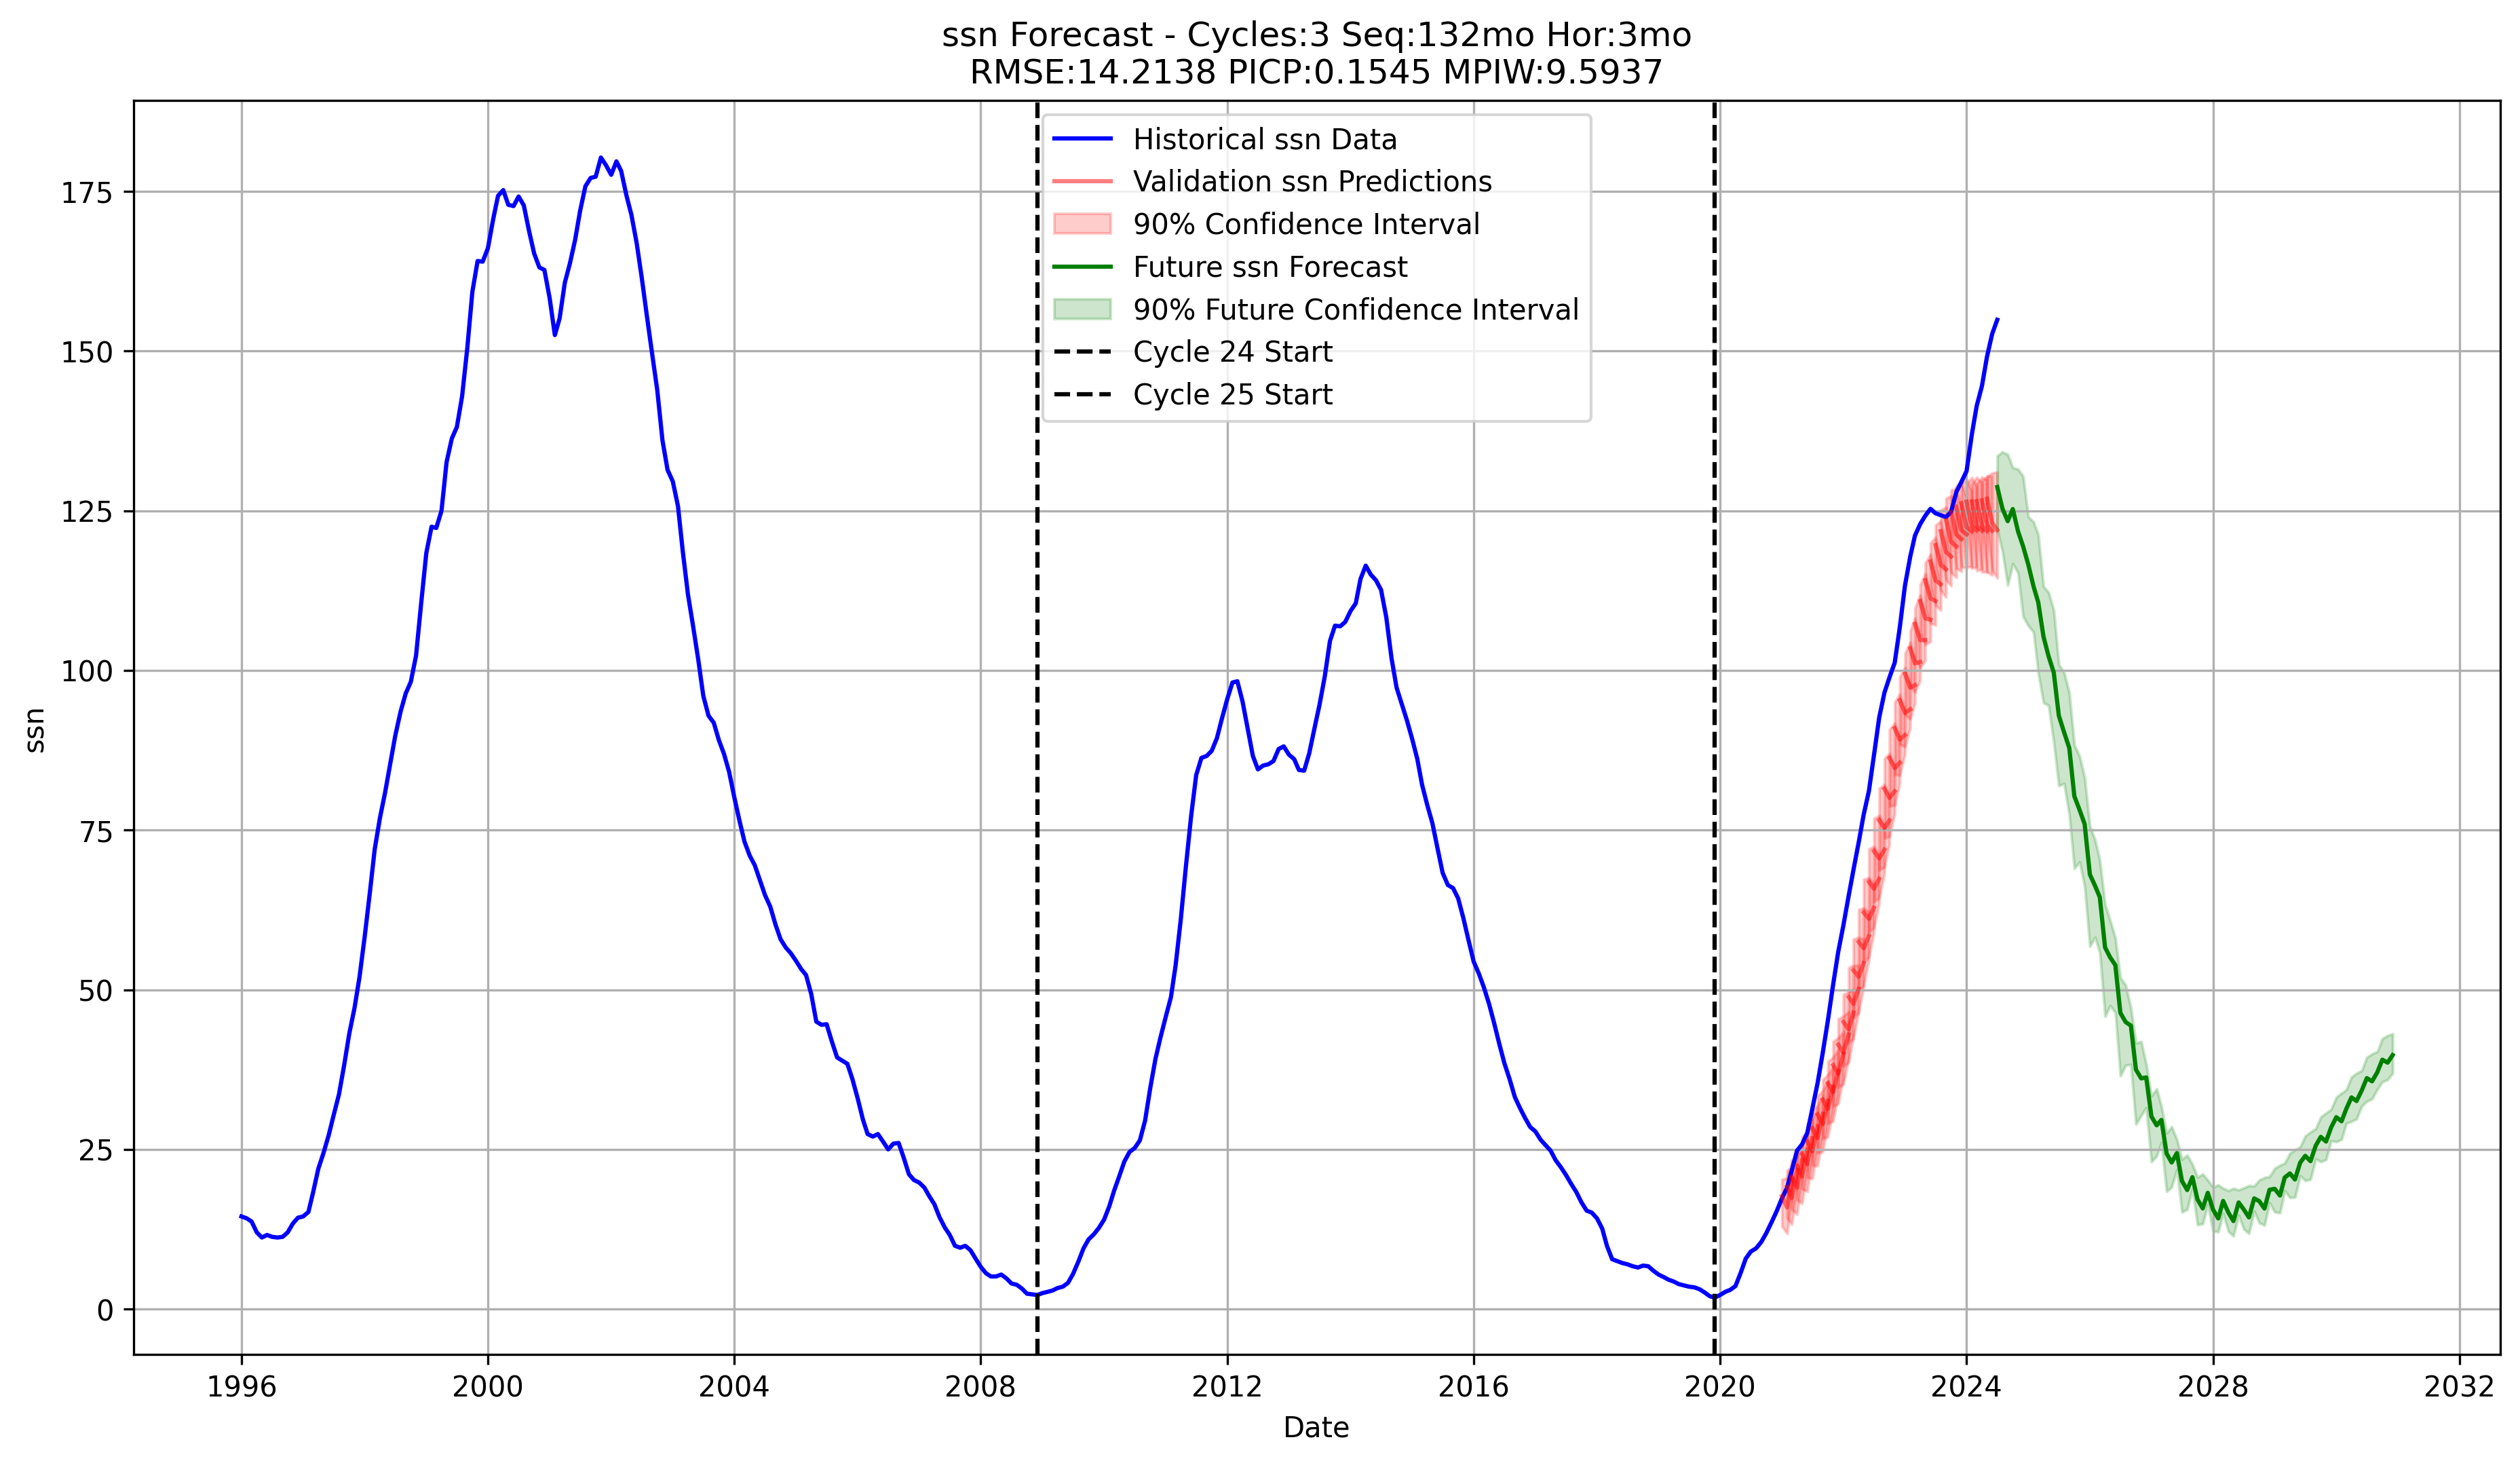 ssn Forecast - Cycles:3 Seq:132mo Hor:3mo
RMSE:14.2138 PICP:0.1545 MPIW:9.5937
Historical ssn Data
Validation ssn Predictions
90% Confidence Interval
Future ssn Forecast
90% Future Confidence Interval
Cycle 24 Start
Cycle 25 Start
175
150
125
100
75
50
25
0
ssn
1996 2000 2004 2008 2012 2016 2020 2024 2028 2032
Date